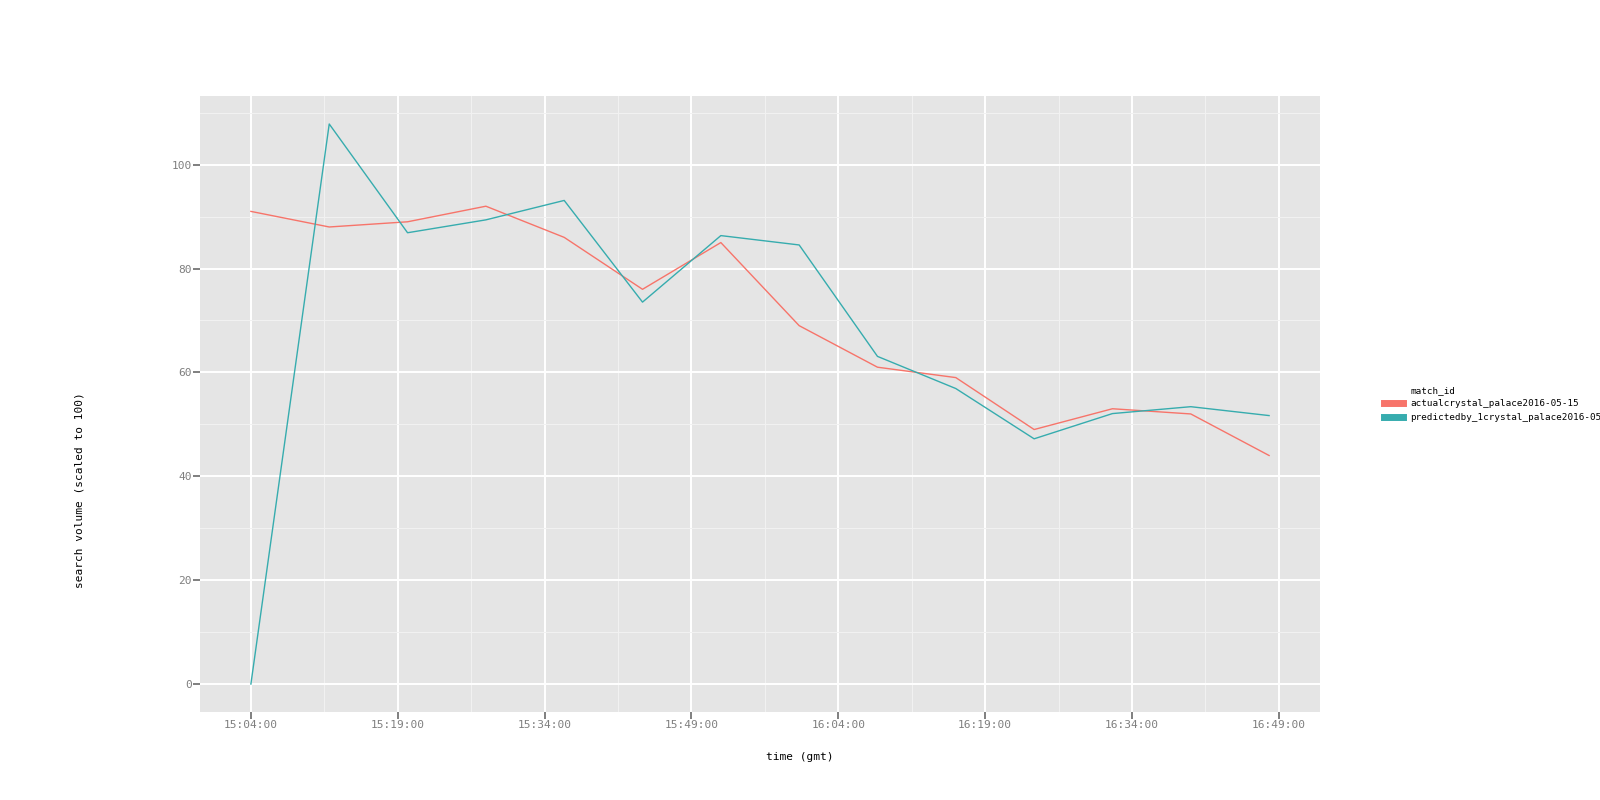 100
80
60
40
20
0
search volume (scaled to 100)
15:04:00 15:19:00 15:34:00 15:49:00 16:04:00 16:19:00 16:34:00 16:49:00
time (gmt)
match_id
actualcrystal_palace2016-05-15
predictedby_1crystal_palace2016-05